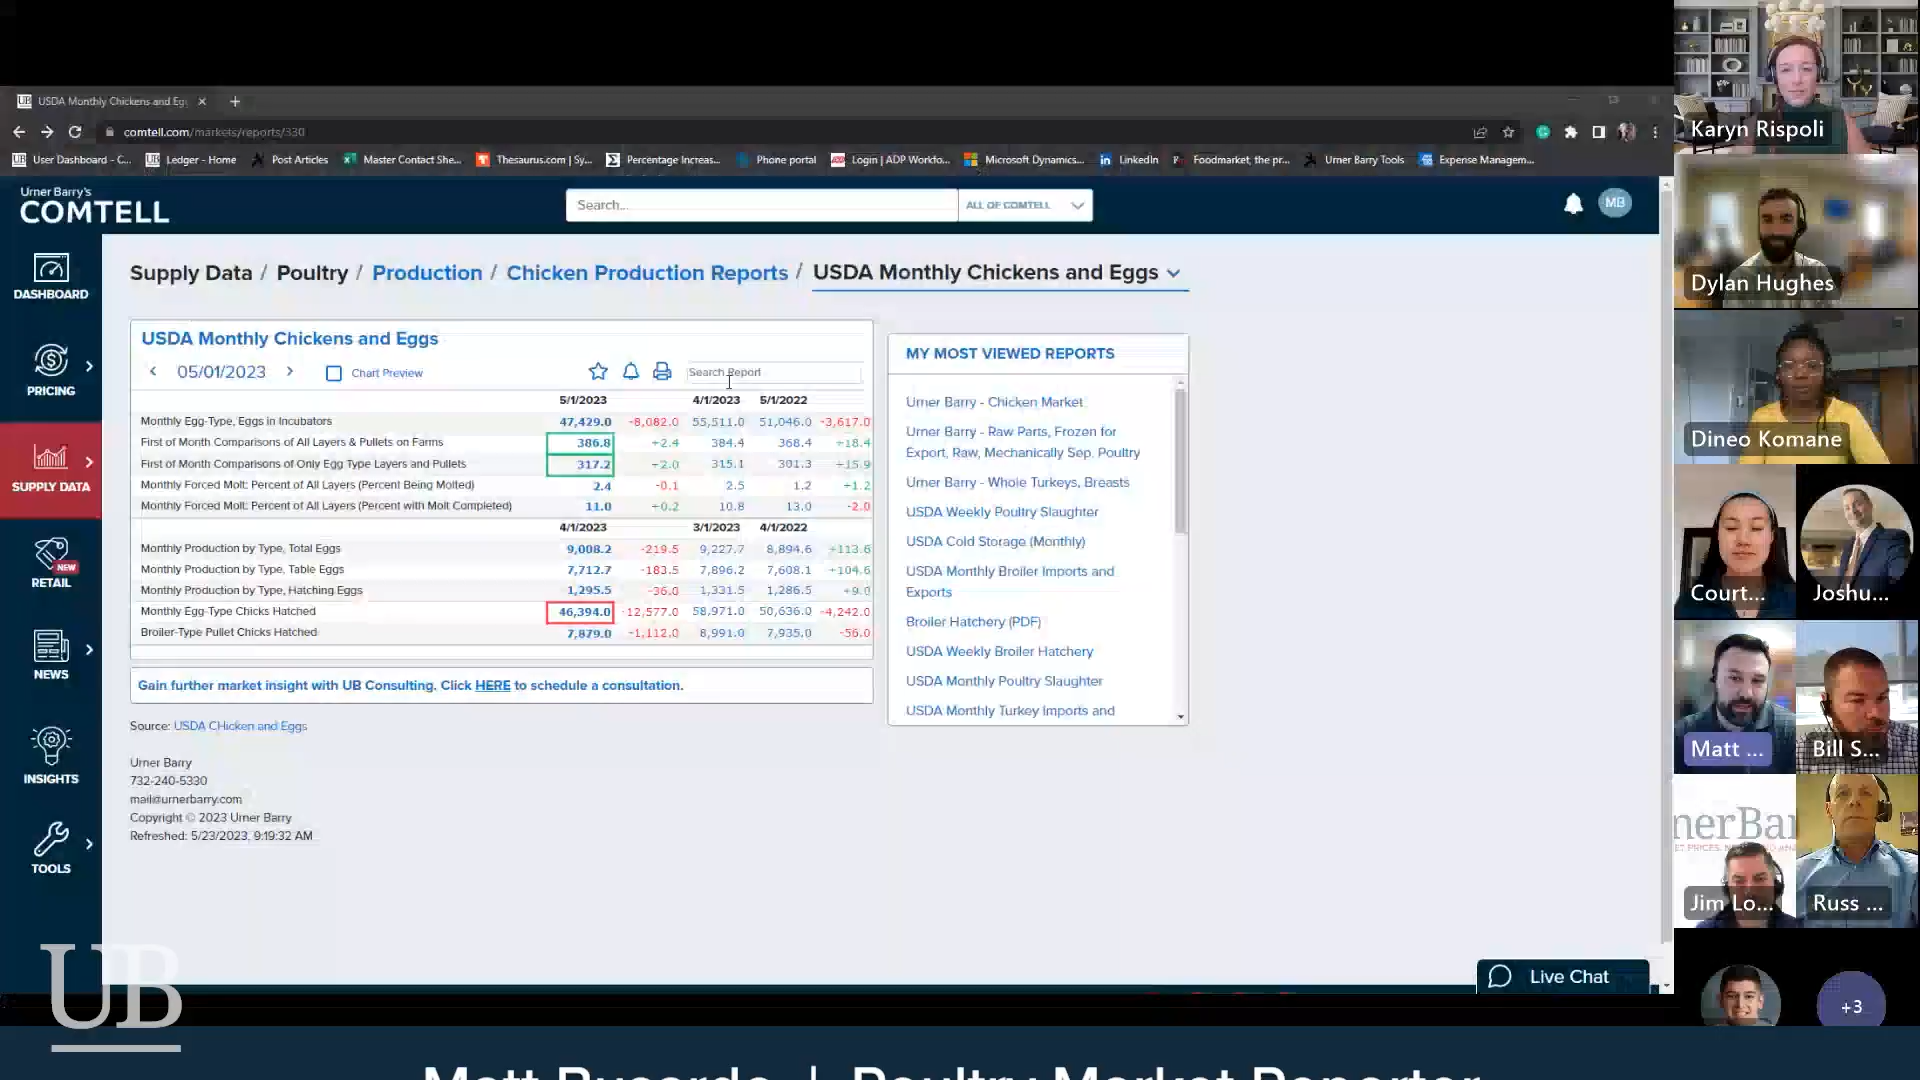 USDA Monthly Chickens and Eg
comtell.com/markets/reports/330
User Dashboard - C... Ledger - Home Post Articles Master Contact She... Thesaurus.com | Sy... Percentage Increas... Phone portal Login | ADP Workfo... Microsoft Dynamics... LinkedIn Foodmarket, the pr... Urner Barry Tools Expense Managem...
Urner Barry's
COMTELL
Search...
ALL OF COMTELL
MB
DASHBOARD
PRICING
SUPPLY DATA
RETAIL
NEW
NEWS
INSIGHTS
TOOLS
Supply Data / Poultry / Production / Chicken Production Reports / USDA Monthly Chickens and Eggs
USDA Monthly Chickens and Eggs
05/01/2023 Chart Preview Search Report
5/1/2023 4/1/2023 5/1/2022
Monthly Egg-Type, Eggs in Incubators 47,429.0 -8,082.0 55,511.0 51,046.0 -3,617.0
First of Month Comparisons of All Layers & Pullets on Farms 386.8 +2.4 384.4 368.4 +18.4
First of Month Comparisons of Only Egg Type Layers and Pullets 317.2 +2.0 315.1 301.3 +15.9
Monthly Forced Molt: Percent of All Layers (Percent Being Molted) 2.4 -0.1 2.5 1.2 +1.2
Monthly Forced Molt: Percent of All Layers (Percent with Molt Completed) 11.0 +0.2 10.8 13.0 -2.0
4/1/2023 3/1/2023 4/1/2022
Monthly Production by Type, Total Eggs 9,008.2 -219.5 9,227.7 8,894.6 +113.6
Monthly Production by Type, Table Eggs 7,712.7 -183.5 7,896.2 7,608.1 +104.6
Monthly Production by Type, Hatching Eggs 1,295.5 -36.0 1,331.5 1,286.5 +9.0
Monthly Egg-Type Chicks Hatched 46,394.0 -12,577.0 58,971.0 50,636.0 -4,242.0
Broiler-Type Pullet Chicks Hatched 7,879.0 -1,112.0 8,991.0 7,935.0 -56.0
Gain further market insight with UB Consulting. Click HERE to schedule a consultation.
Source: USDA CHicken and Eggs
Urner Barry
732-240-5330
mail@urnerbarry.com
Copyright © 2023 Urner Barry
Refreshed: 5/23/2023, 9:19:32 AM
MY MOST VIEWED REPORTS
Urner Barry - Chicken Market
Urner Barry - Raw Parts, Frozen for
Export, Raw, Mechanically Sep. Poultry
Urner Barry - Whole Turkeys, Breasts
USDA Weekly Poultry Slaughter
USDA Cold Storage (Monthly)
USDA Monthly Broiler Imports and
Exports
Broiler Hatchery (PDF)
USDA Weekly Broiler Hatchery
USDA Monthly Poultry Slaughter
USDA Monthly Turkey Imports and
Live Chat
Karyn Rispoli
Dylan Hughes
Dineo Komane
Court... Joshu...
Matt ... Bill S...
nerBa
Jim Lo... Russ ...
+3
UB
Matt Busardo | Poultry Market Reporter